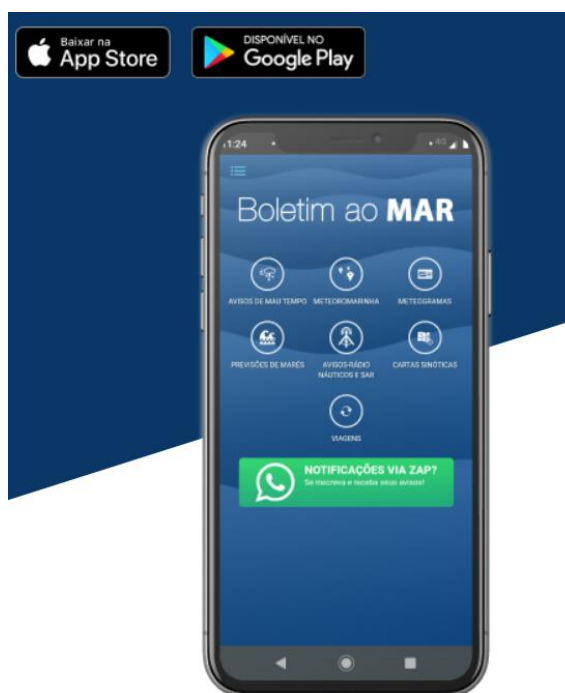 Baixar na
App Store
DISPONÍVEL NO
Google Play
1:24
4G
Boletim ao MAR
AVISOS DE MAU TEMPO
METEOROMARINHA
METEOGRAMAS
PREVISÕES DE MARÉS
AVISOS-RÁDIO
NÁUTICOS E SAR
CARTAS SINÓTICAS
VIAGENS
NOTIFICAÇÕES VIA ZAP?
Se inscreva e receba seus avisos!